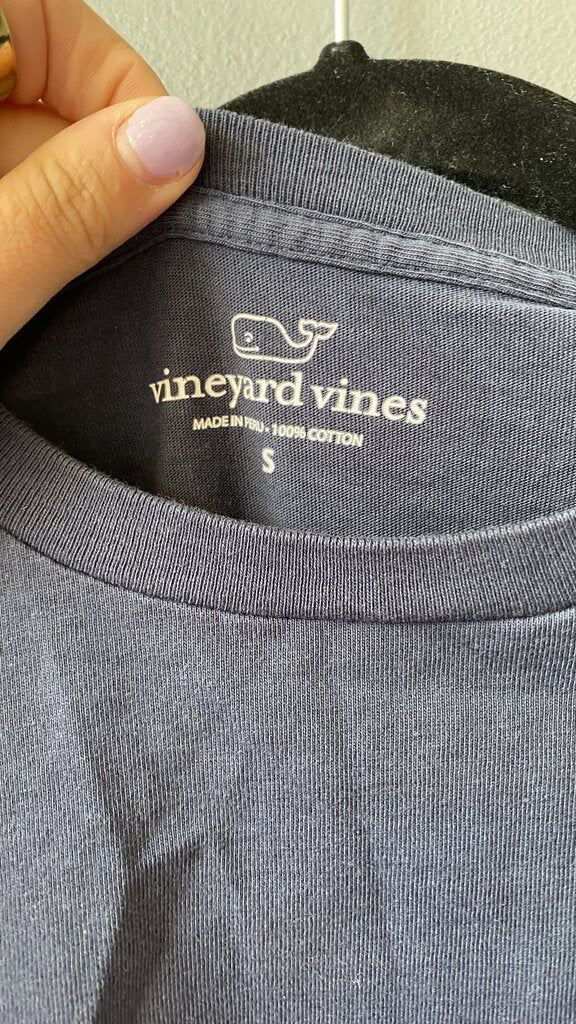 vineyard vines
MADE IN PERU • 100% COTTON
S